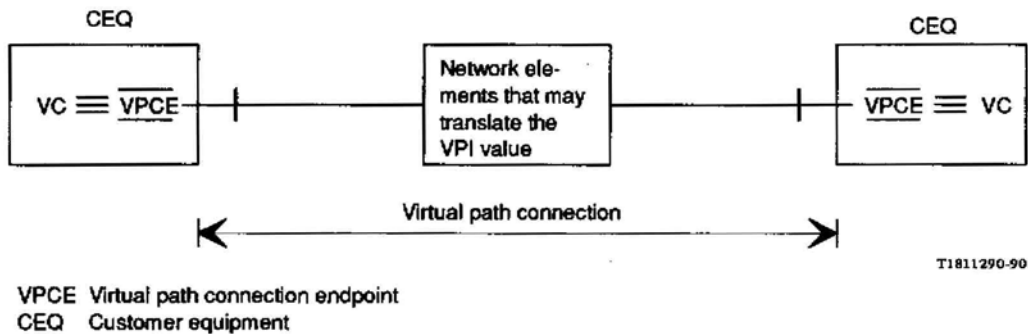 CEQ
CEQ
VC VPCE
Network ele-
ments that may
translate the
VPI value
VPCE VC
Virtual path connection
T1811290-90
VPCE Virtual path connection endpoint
CEQ Customer equipment